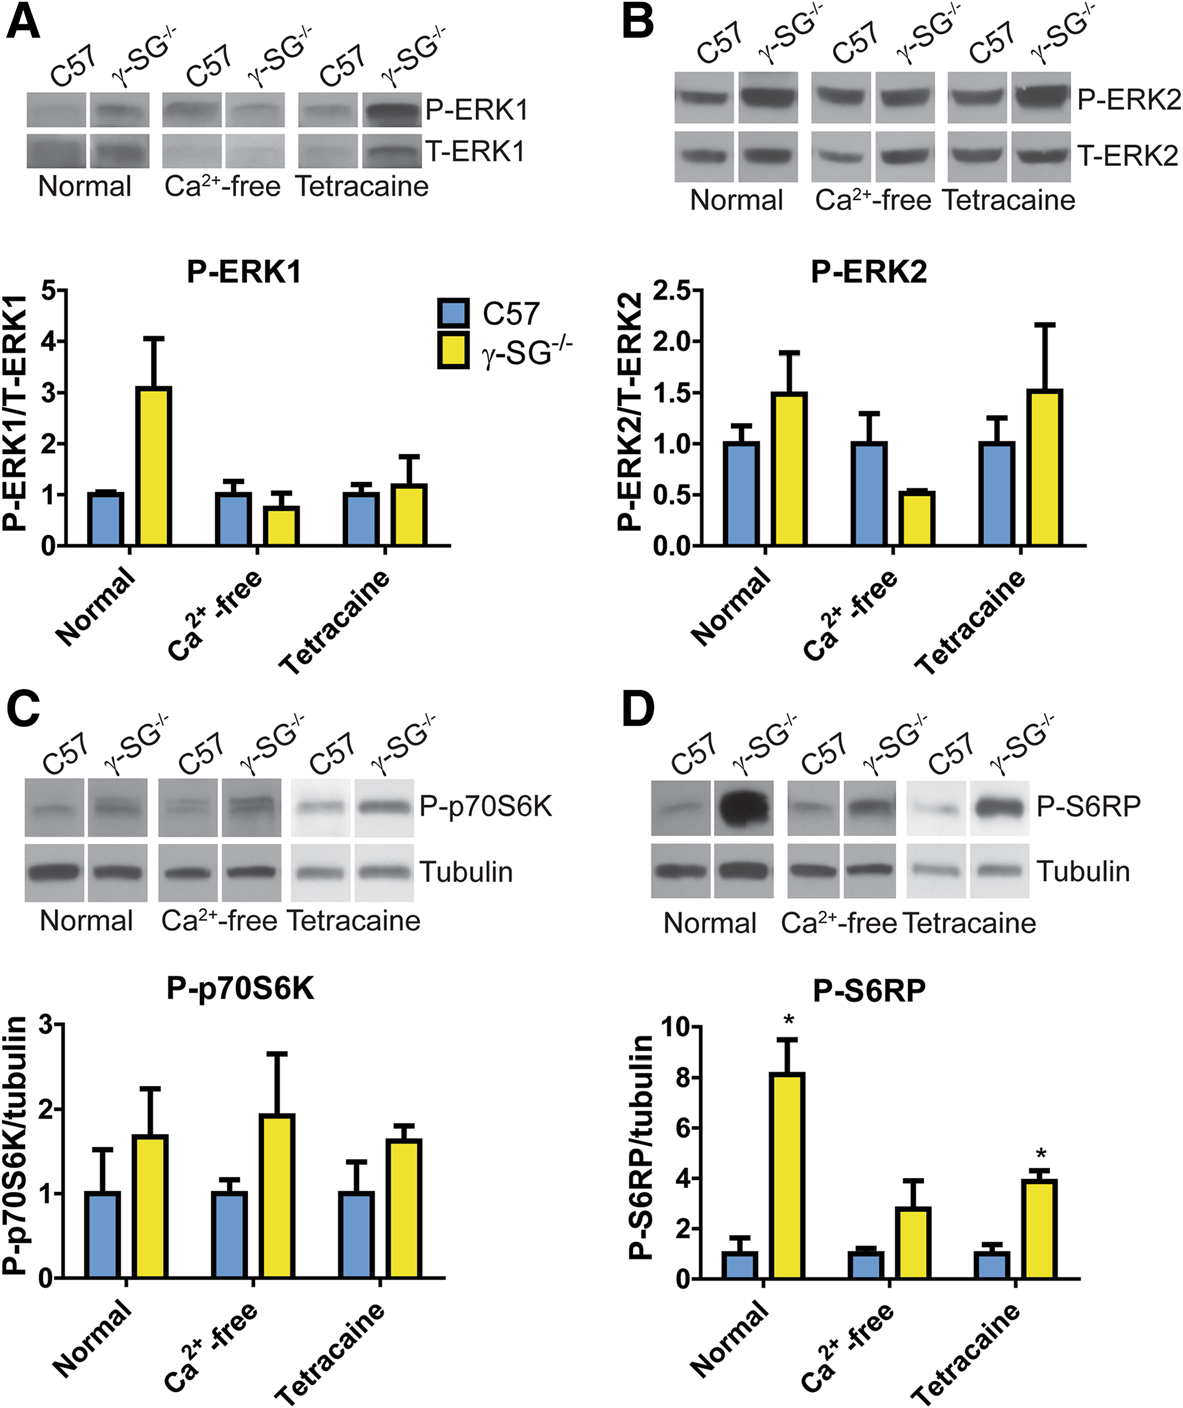 A
C57 γ-SG-/- C57 γ-SG-/- C57 γ-SG-/-
P-ERK1
T-ERK1
Normal Ca2+-free Tetracaine
P-ERK1
P-ERK1/T-ERK1
5
4
3
2
1
0
C57
γ-SG-/-
Normal Ca2+-free Tetracaine
B
C57 γ-SG-/- C57 γ-SG-/- C57 γ-SG-/-
P-ERK2
T-ERK2
Normal Ca2+-free Tetracaine
P-ERK2
P-ERK2/T-ERK2
2.5
2.0
1.5
1.0
0.5
0.0
Normal Ca2+-free Tetracaine
C
C57 γ-SG-/- C57 γ-SG-/- C57 γ-SG-/-
P-p70S6K
Tubulin
Normal Ca2+-free Tetracaine
P-p70S6K
P-p70S6K/tubulin
3
2
1
0
Normal Ca2+-free Tetracaine
D
C57 γ-SG-/- C57 γ-SG-/- C57 γ-SG-/-
P-S6RP
Tubulin
Normal Ca2+-free Tetracaine
P-S6RP
P-S6RP/tubulin
10
8
6
4
2
0
* *
Normal Ca2+-free Tetracaine